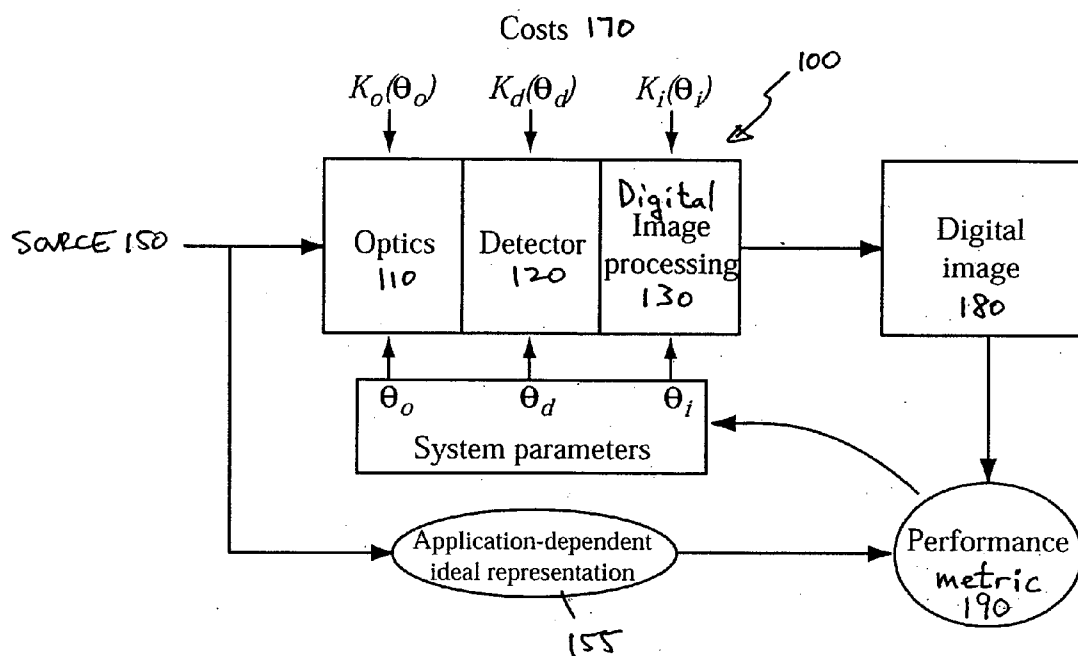 Costs 170
100
K_o(Θ_o) K_d(Θ_d) K_i(Θ_i)
SOURCE 150
Optics
110
Detector
120
Digital
Image
processing
130
Digital
image
180
Θ_o Θ_d Θ_i
System parameters
Application-dependent
ideal representation
155
Performance
metric
190